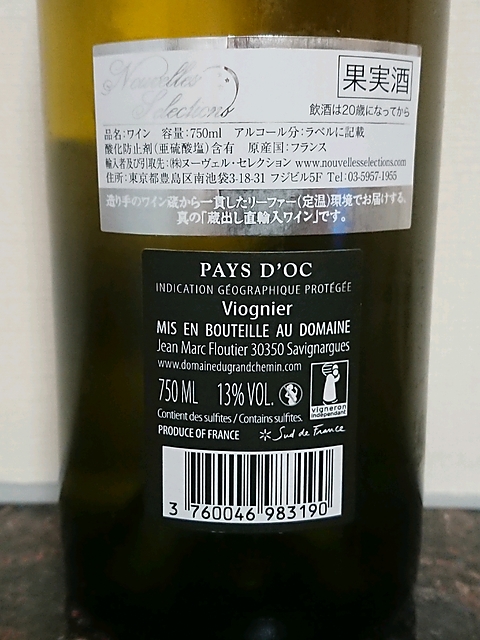 Nouvelles
Selections
果実酒
飲酒は20歳になってから
品名:ワイン 容量:750ml アルコール分:ラベルに記載
酸化防止剤(亜硫酸塩)含有 原産国:フランス
輸入者及び引取先:(株)ヌーヴェル・セレクション www.nouvellesselections.com
住所:東京都豊島区南池袋3-18-31 フジビル5F Tel:03-5957-1955
造り手のワイン蔵から一貫したリーファー(定温)環境でお届けする、
真の「蔵出し直輸入ワイン」です。
PAYS D'OC
INDICATION GÉOGRAPHIQUE PROTÉGÉE
Viognier
MIS EN BOUTEILLE AU DOMAINE
Jean Marc Floutier 30350 Savignargues
www.domainedugrandchemin.com
750 ML 13% VOL.
vigneron
indépendant
Contient des sulfites / Contains sulfites.
PRODUCE OF FRANCE Sud de France
3 760046 983190